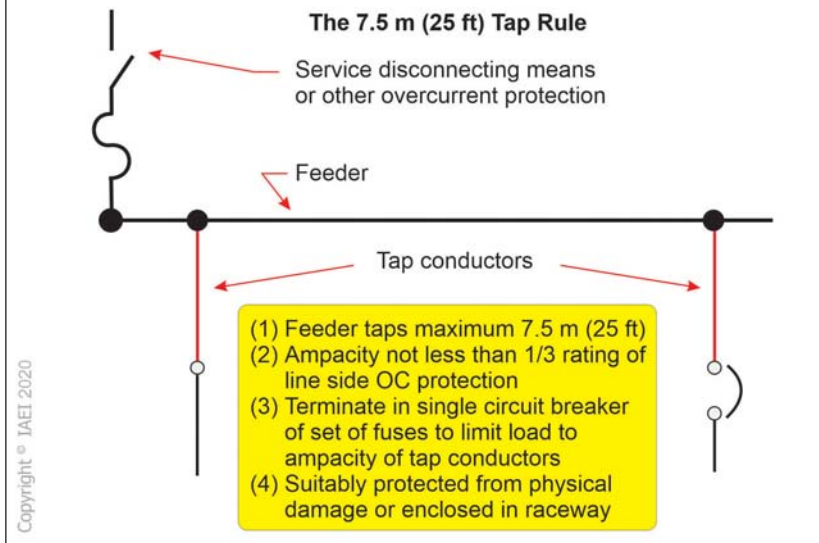 The 7.5 m (25 ft) Tap Rule
Service disconnecting means
or other overcurrent protection
Feeder
Tap conductors
(1) Feeder taps maximum 7.5 m (25 ft)
(2) Ampacity not less than 1/3 rating of
line side OC protection
(3) Terminate in single circuit breaker
of set of fuses to limit load to
ampacity of tap conductors
(4) Suitably protected from physical
damage or enclosed in raceway
Copyright © IAEI 2020